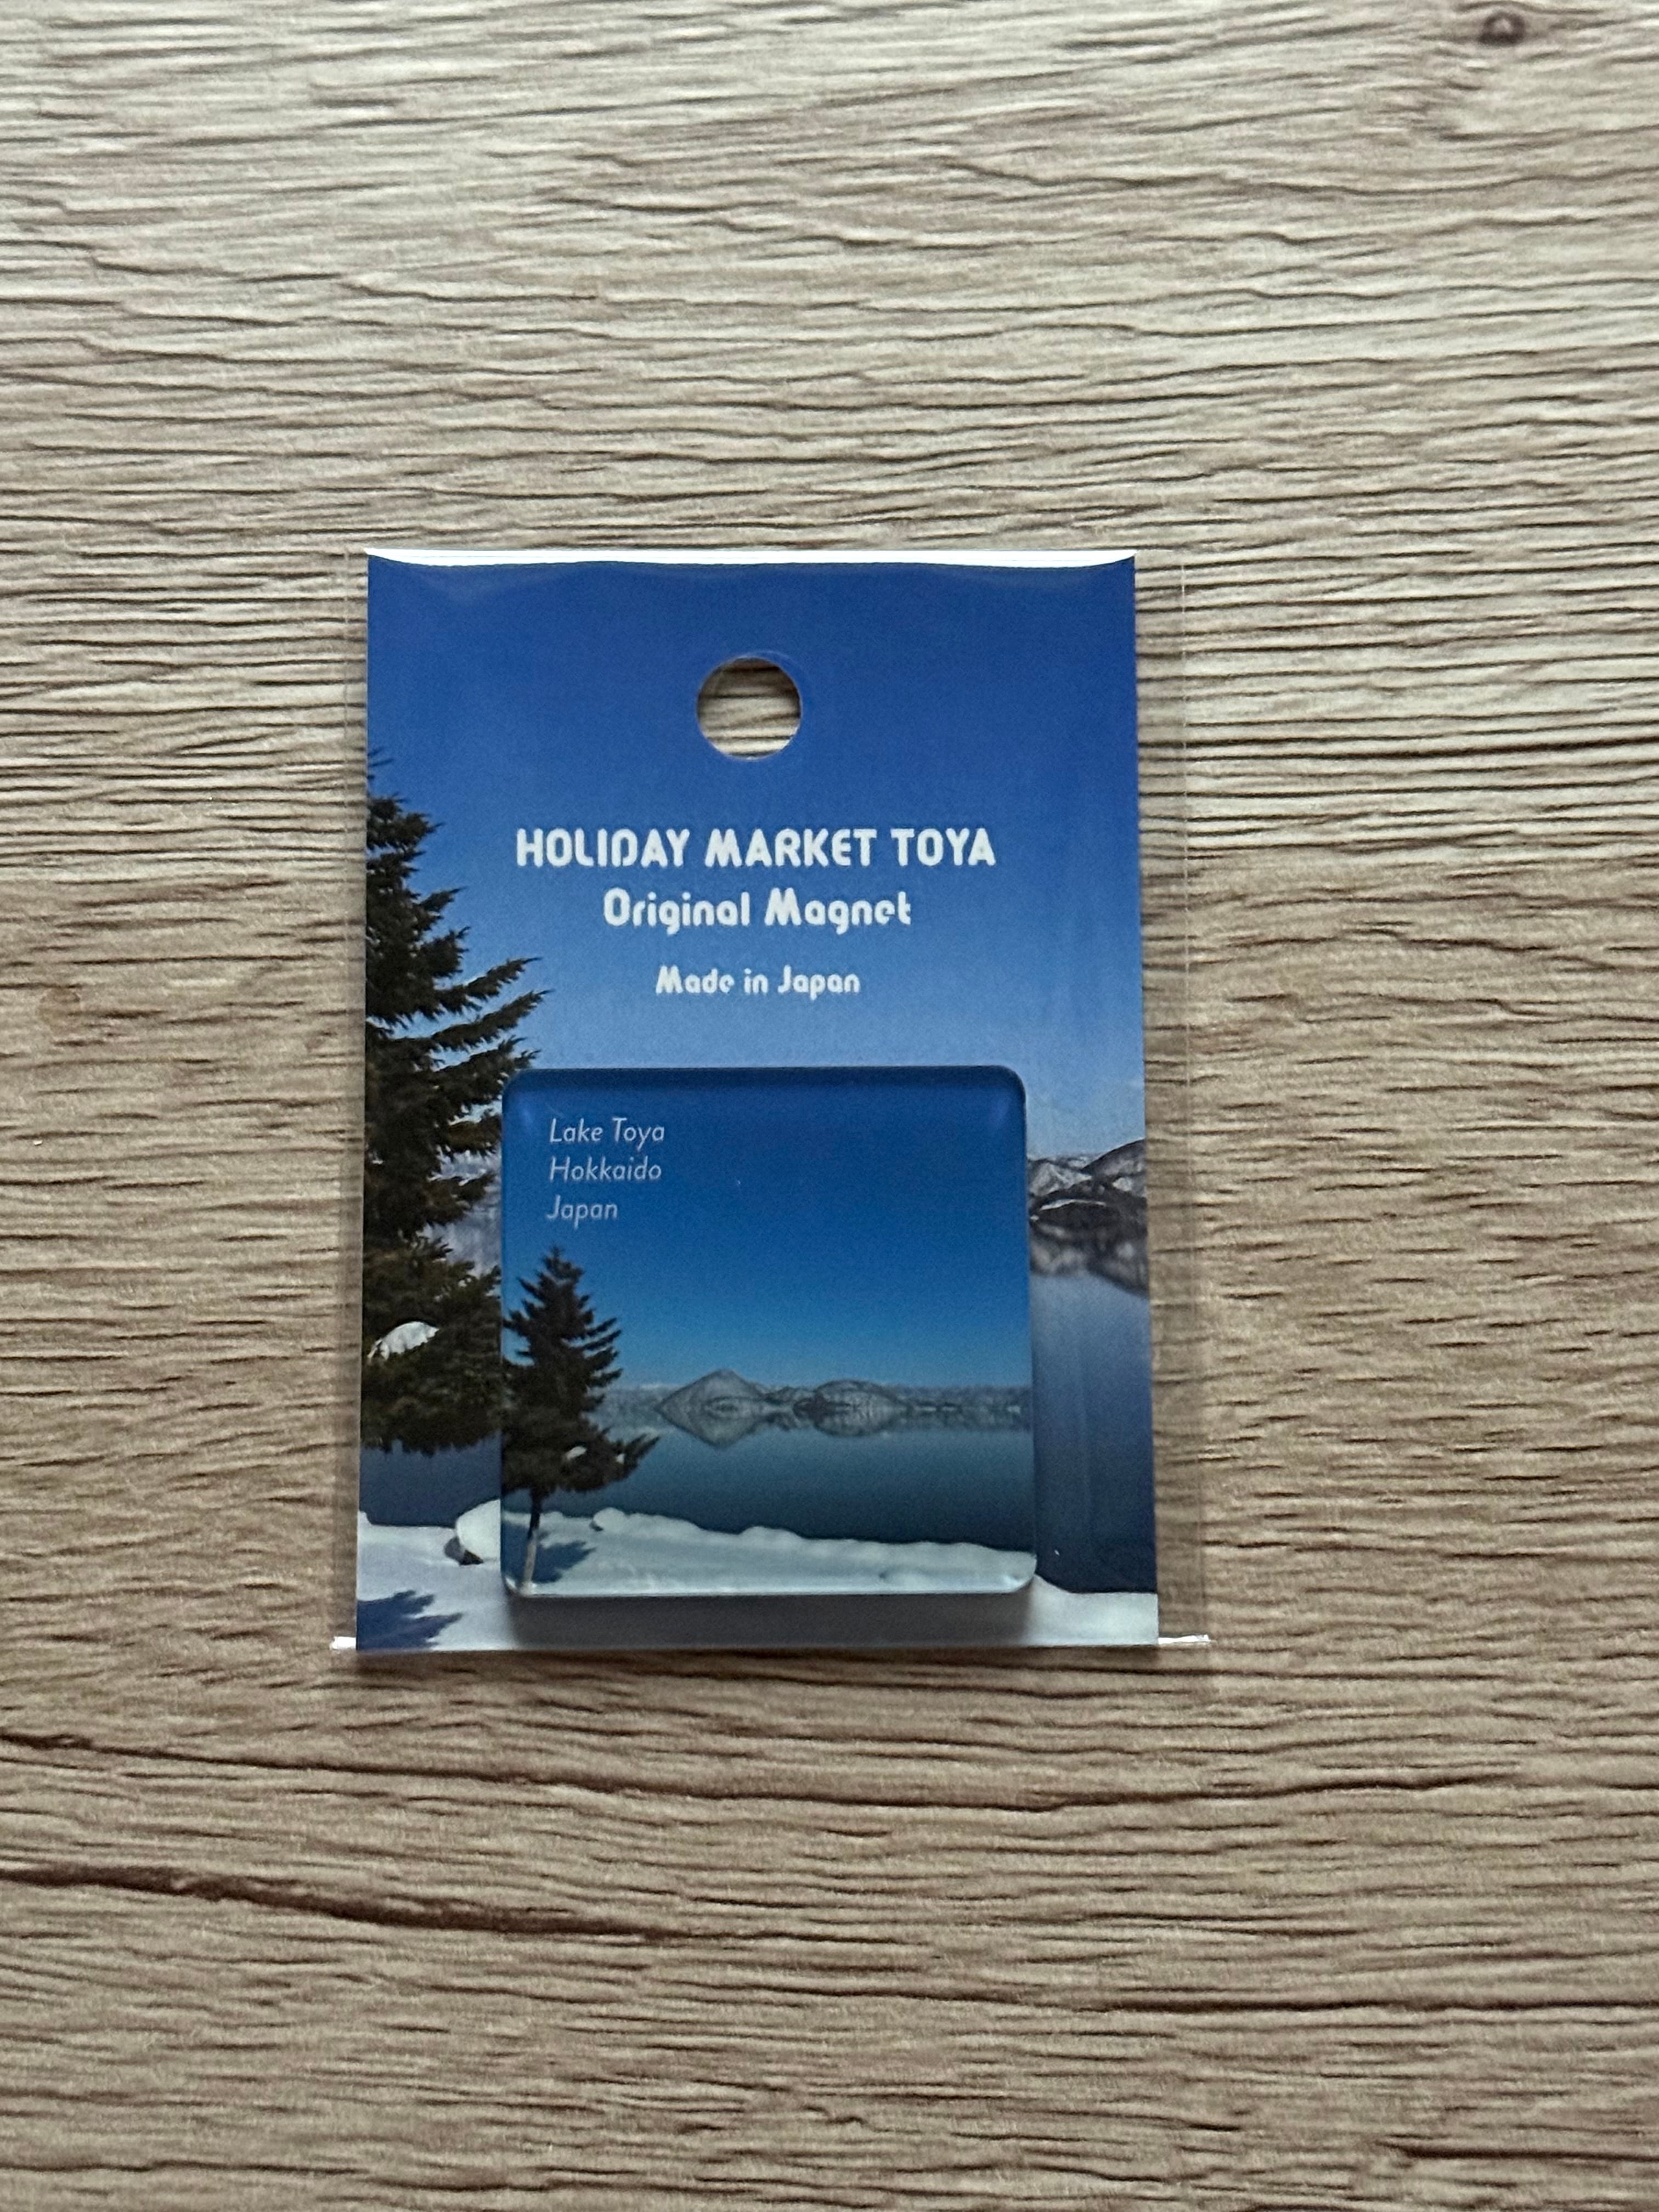 HOLIDAY MARKET TOYA
Original Magnet
Made in Japan
Lake Toya
Hokkaido
Japan